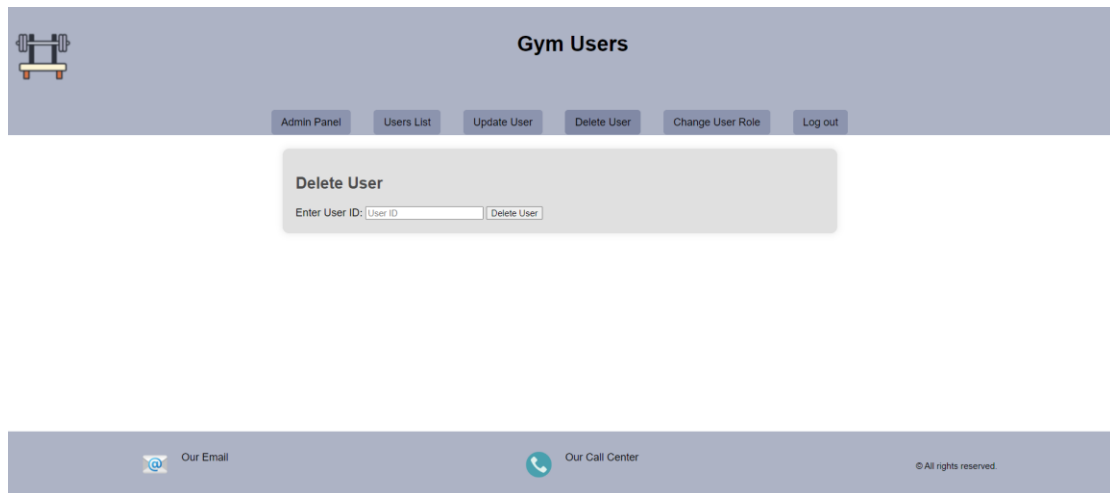 Gym Users
Admin Panel Users List Update User Delete User Change User Role Log out
Delete User
Enter User ID: User ID Delete User
@ Our Email Our Call Center © All rights reserved.